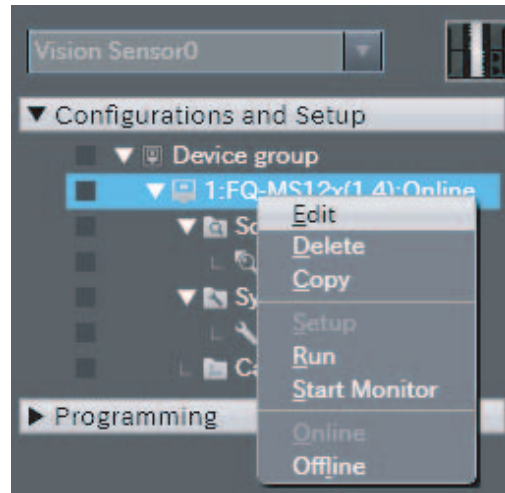 Vision Sensor0
Configurations and Setup
Device group
1:FQ-MS12x(1.4):Online
Edit
Delete
Copy
Setup
Run
Start Monitor
Online
Offline
Programming